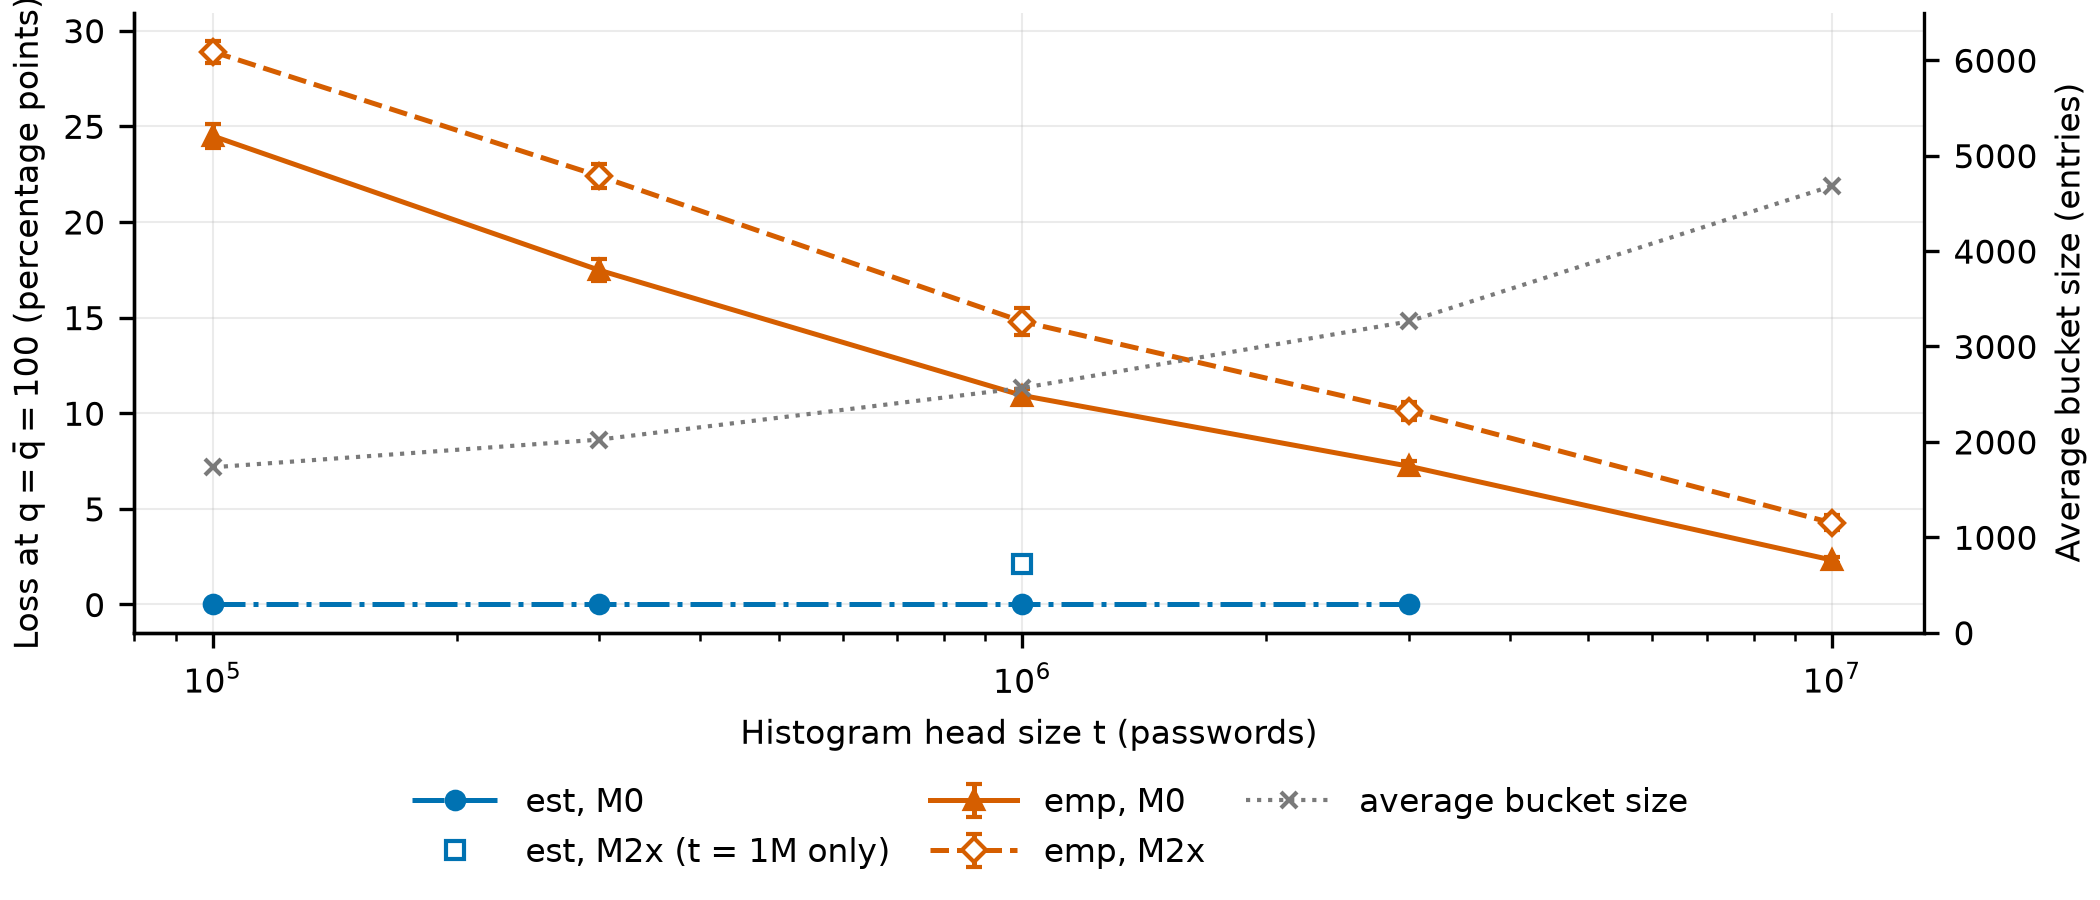 Loss at q = q̄ = 100 (percentage points)
30
25
20
15
10
5
0
6000
5000
4000
3000
2000
1000
0
Average bucket size (entries)
10⁵
10⁶
10⁷
Histogram head size t (passwords)
est, M0
est, M2x (t = 1M only)
emp, M0
emp, M2x
average bucket size